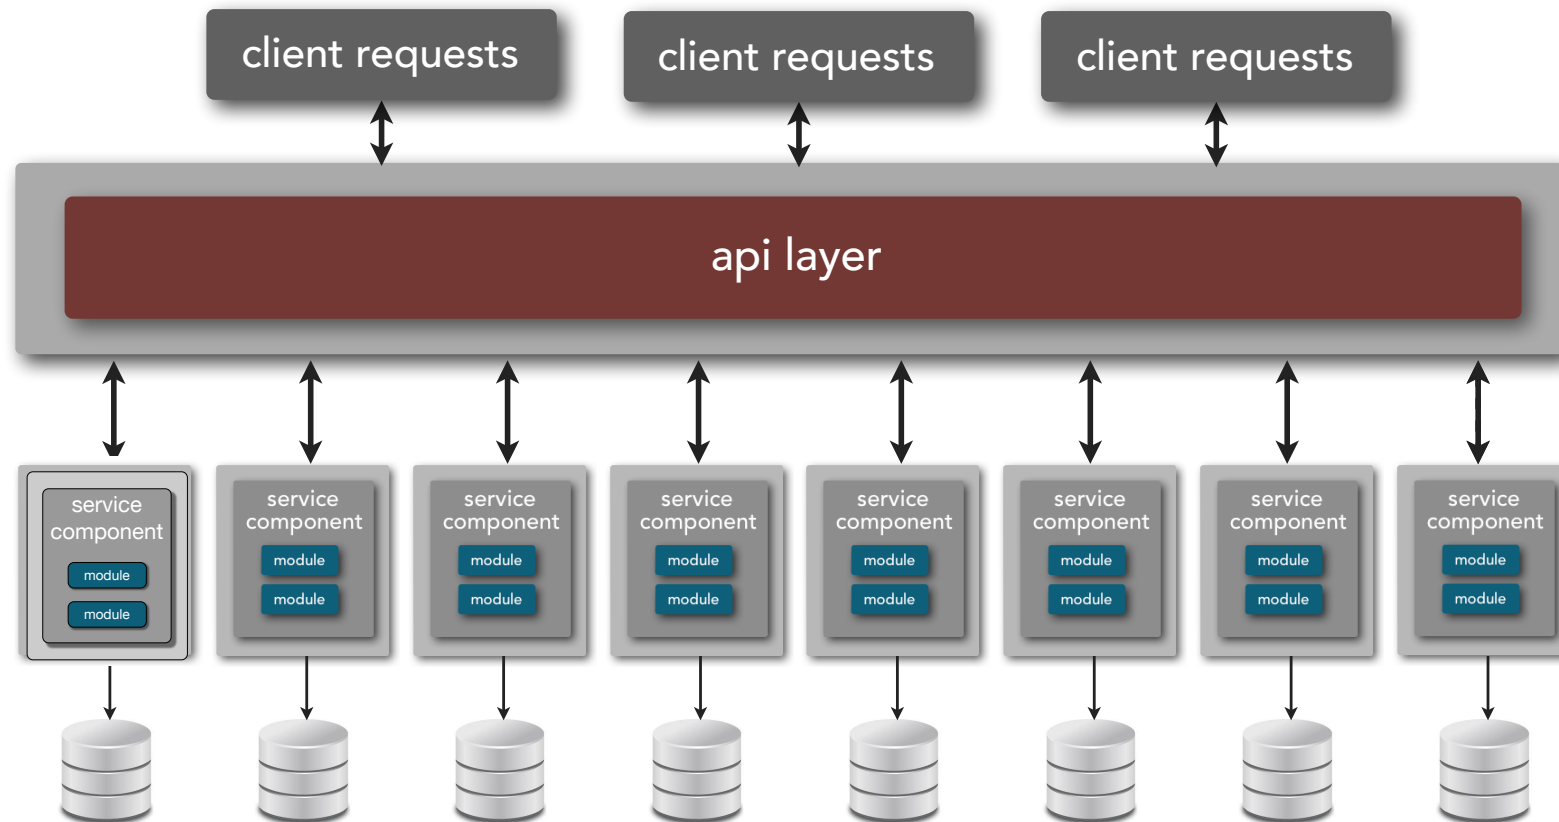 client requests
client requests
client requests
api layer
service
component
module
module
service
component
module
module
service
component
module
module
service
component
module
module
service
component
module
module
service
component
module
module
service
component
module
module
service
component
module
module